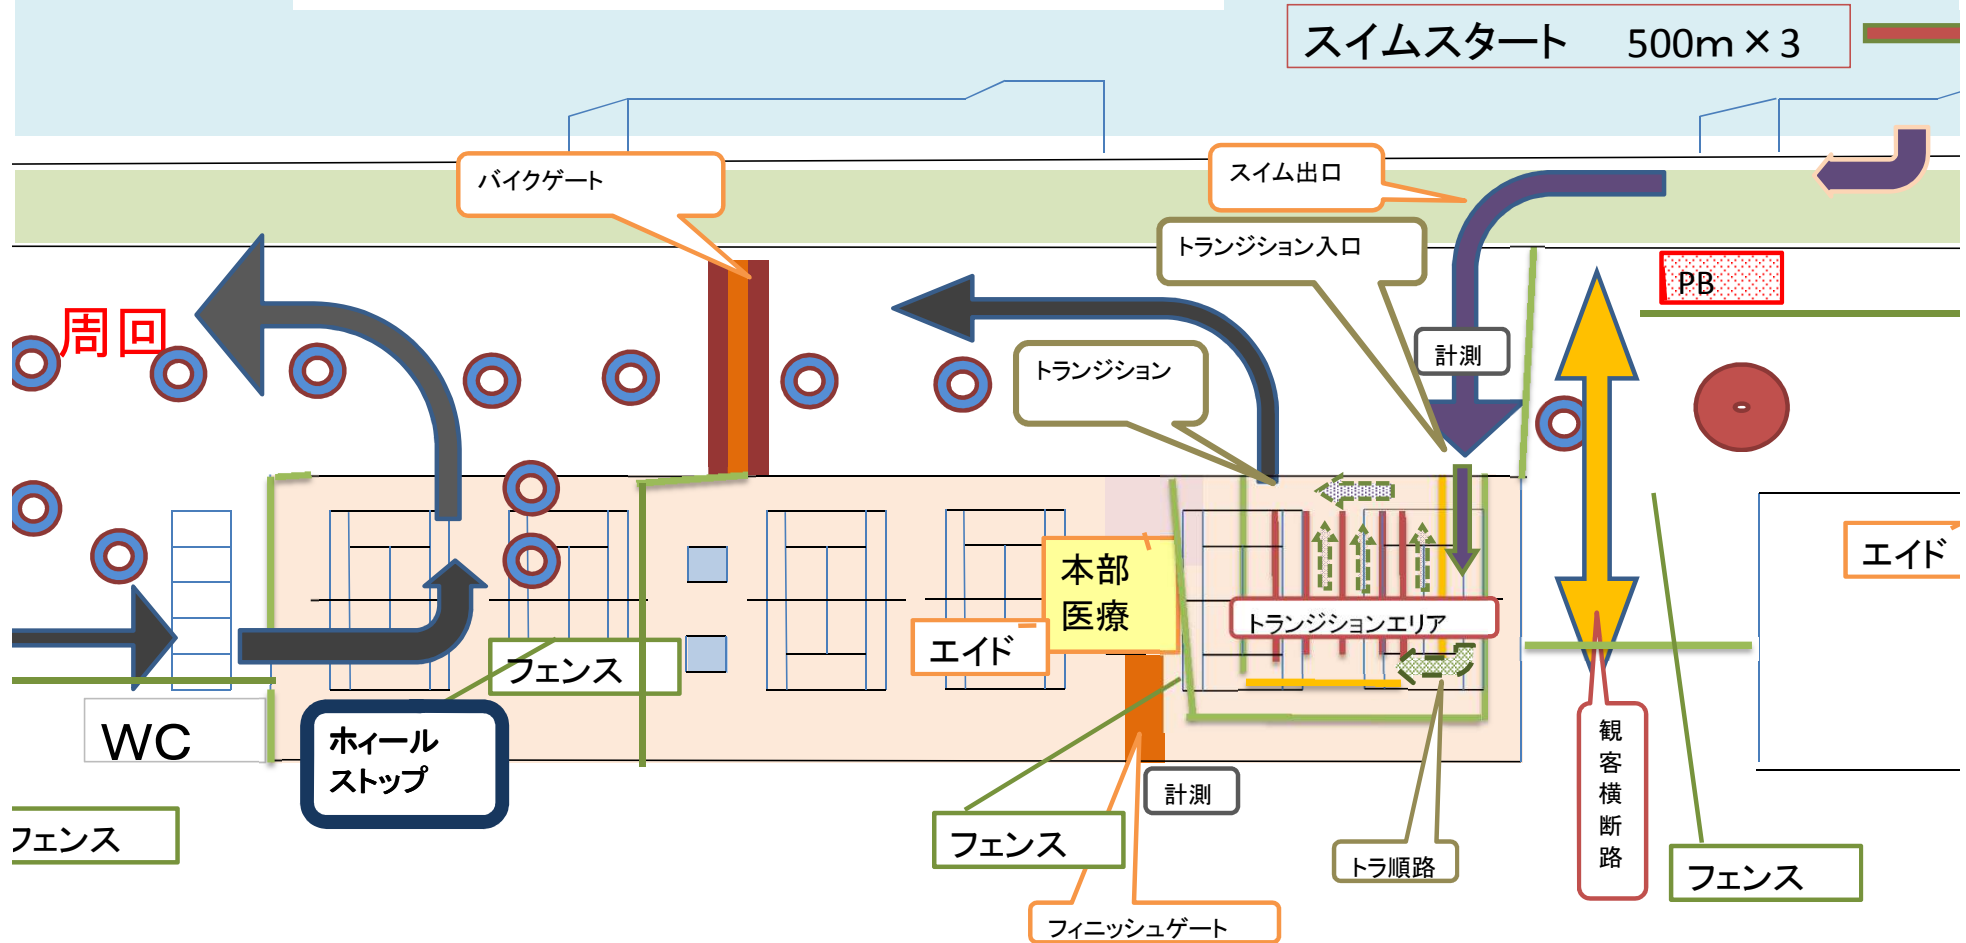 スイムスタート 500m×3
バイクゲート
スイム出口
トランジション入口
PB
周回
計測
トランジション
エイド
本部
医療
トランジションエリア
エイド
フェンス
WC
ホィール
ストップ
計測
観客横断路
フェンス
フェンス
トラ順路
フェンス
フィニッシュゲート